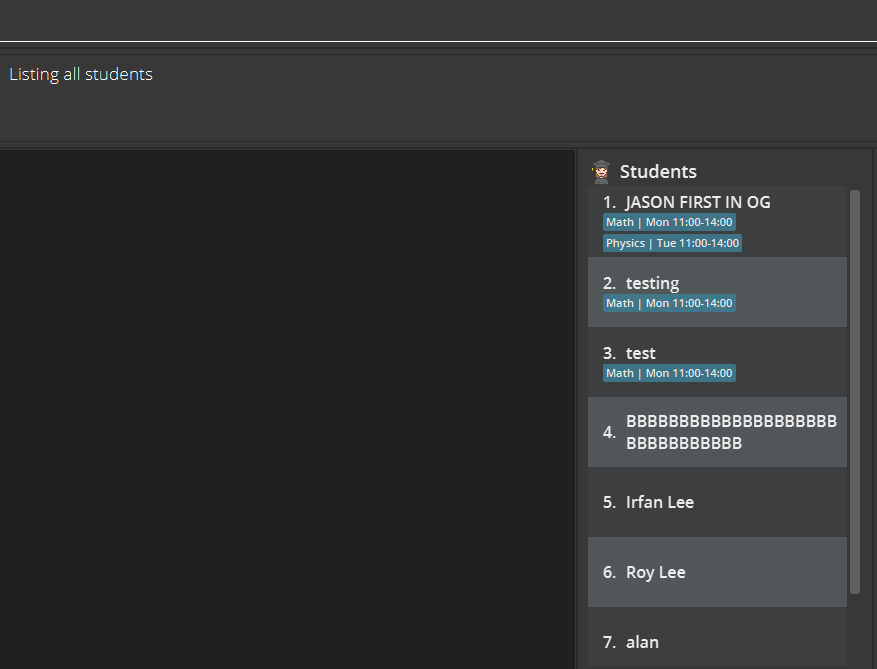 Listing all students
Students
1. JASON FIRST IN OG
Math | Mon 11:00-14:00
Physics | Tue 11:00-14:00
2. testing
Math | Mon 11:00-14:00
3. test
Math | Mon 11:00-14:00
4. BBBBBBBBBBBBBBBBBBBB
BBBBBBBBBBB
5. Irfan Lee
6. Roy Lee
7. alan